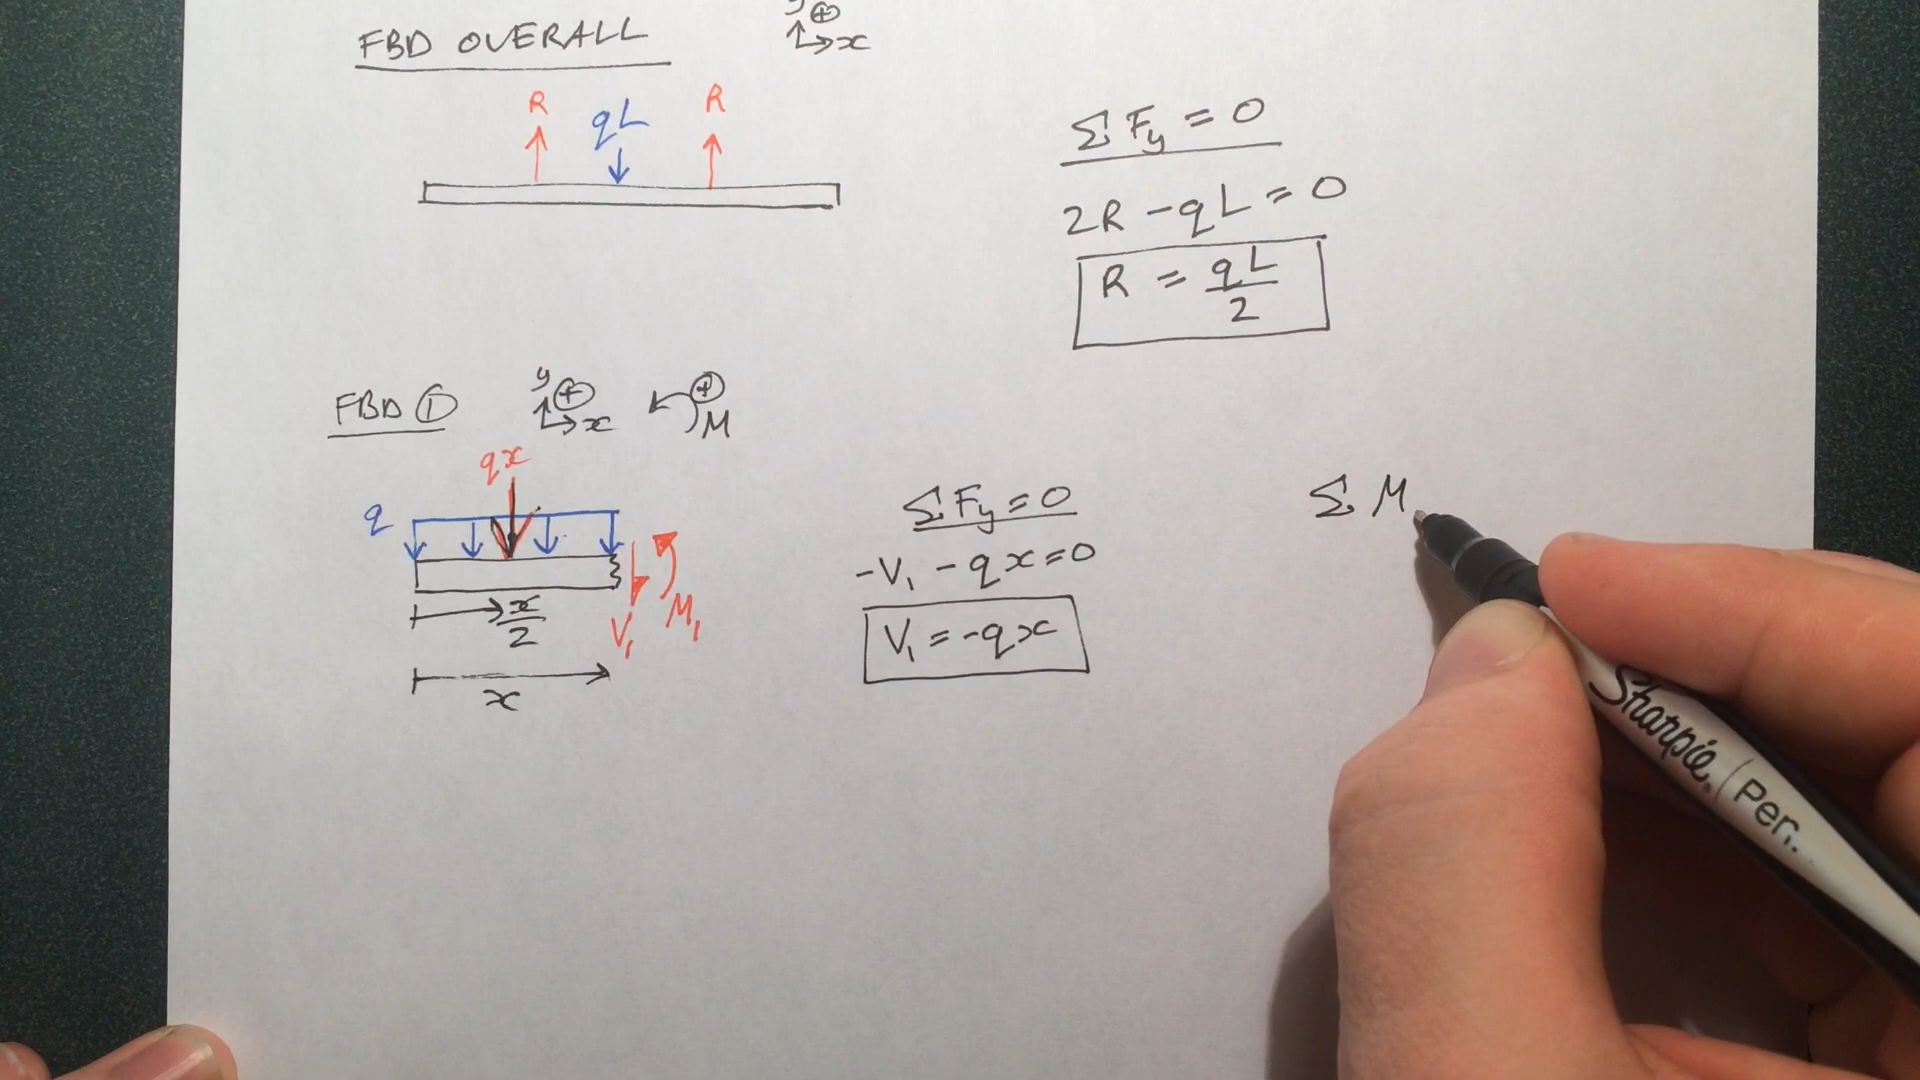 FBD OVERALL
y ⊕
x
R
qL
R
ΣFy = 0
2R - qL = 0
R = qL/2
FBD ①
y ⊕
x
⊕
M
qx
q
x/2
x
V₁
M₁
ΣFy = 0
-V₁ - qx = 0
V₁ = -qx
Σ M
Sharpie. Pen.